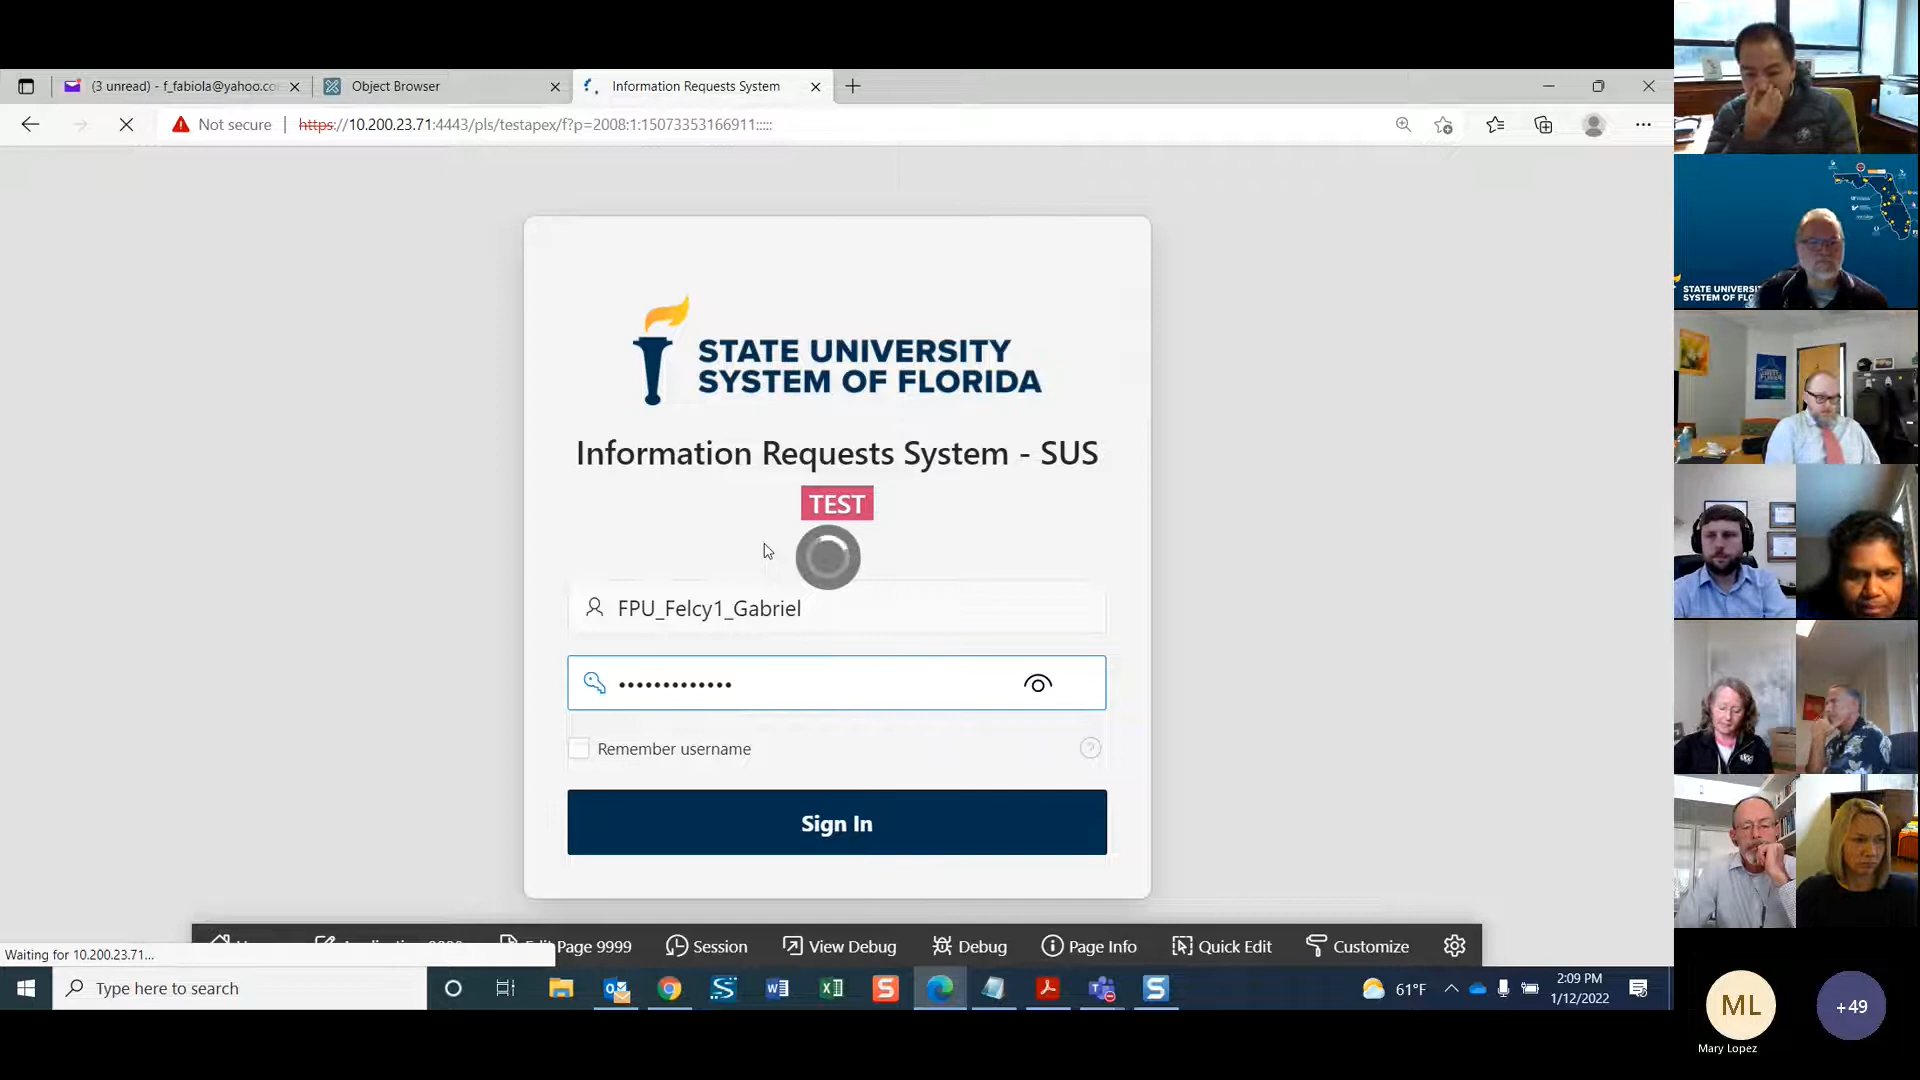 (3 unread) - f_fabiola@yahoo.co
Object Browser
Information Requests System
Not secure
https://10.200.23.71:4443/pls/testapex/f?p=2008:1:15073353166911:::::
STATE UNIVERSITY
SYSTEM OF FLORIDA
Information Requests System - SUS
TEST
FPU_Felcy1_Gabriel
•••••••••••••
Remember username
Sign In
Page 9999
Session
View Debug
Debug
Page Info
Quick Edit
Customize
Waiting for 10.200.23.71...
Type here to search
61°F
2:09 PM
1/12/2022
STATE UNIVERSI
SYSTEM OF FLO
ML
+49
Mary Lopez